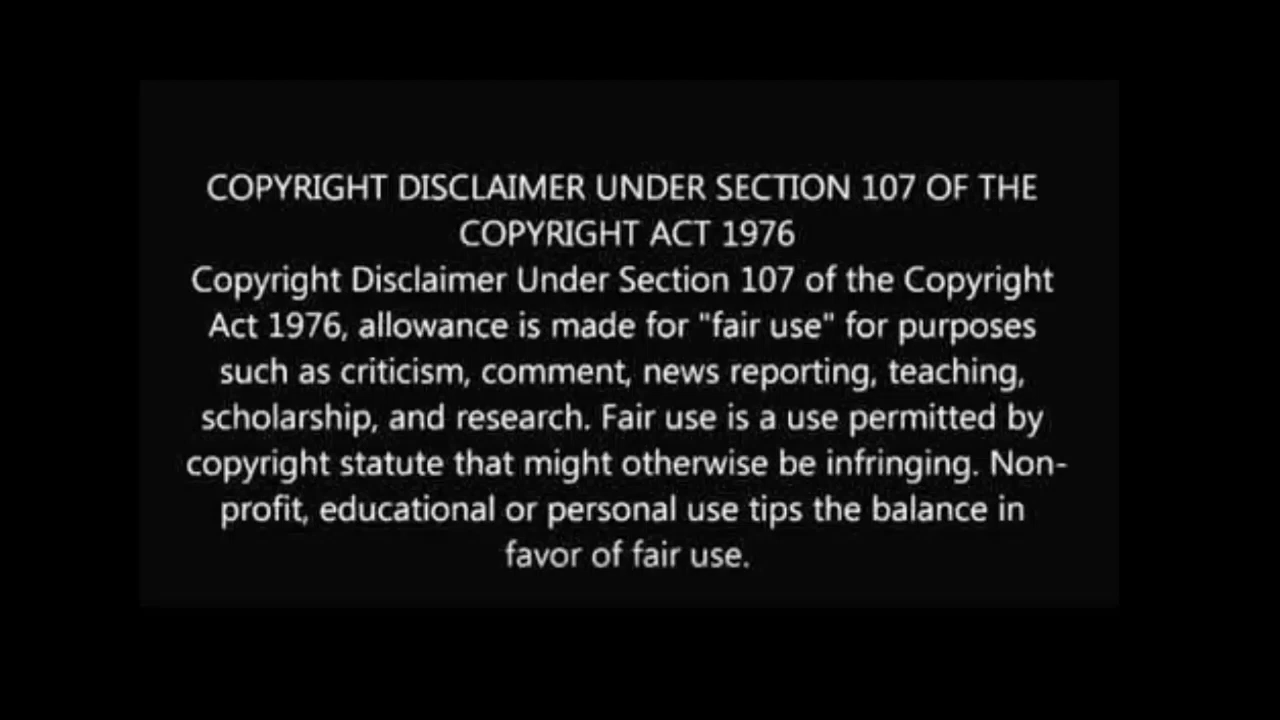 COPYRIGHT DISCLAIMER UNDER SECTION 107 OF THE
COPYRIGHT ACT 1976
Copyright Disclaimer Under Section 107 of the Copyright
Act 1976, allowance is made for "fair use" for purposes
such as criticism, comment, news reporting, teaching,
scholarship, and research. Fair use is a use permitted by
copyright statute that might otherwise be infringing. Non-
profit, educational or personal use tips the balance in
favor of fair use.